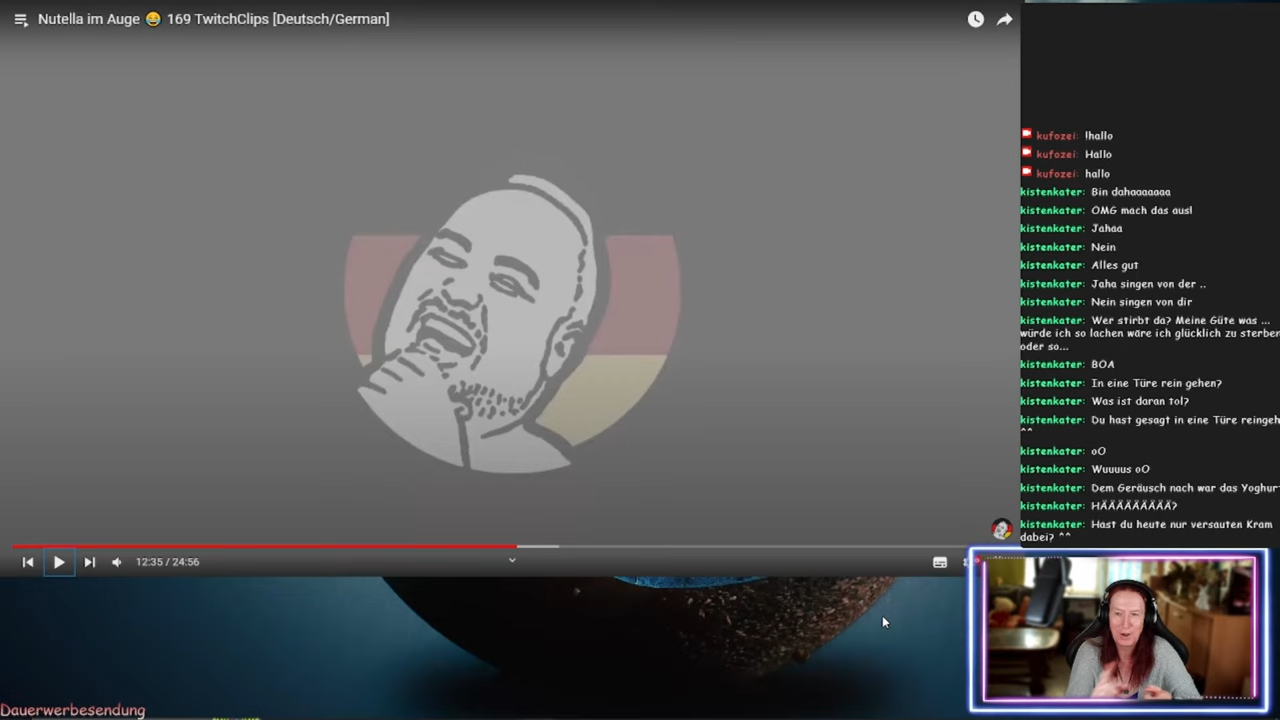 Nutella im Auge 😂 169 TwitchClips [Deutsch/German]
kufozei: !hallo
kufozei: Hallo
kufozei: hallo
kistenkater: Bin dahaaaaaaa
kistenkater: OMG mach das aus!
kistenkater: Jahaa
kistenkater: Nein
kistenkater: Alles gut
kistenkater: Jaha singen von der ..
kistenkater: Nein singen von dir
kistenkater: Wer stirbt da? Meine Güte was ...
würde ich so lachen wäre ich glücklich zu sterben
oder so...
kistenkater: BOA
kistenkater: In eine Türe rein gehen?
kistenkater: Was ist daran tol?
kistenkater: Du hast gesagt in eine Türe reingeh
^^
kistenkater: oO
kistenkater: Wuuuus oO
kistenkater: Dem Geräusch nach war das Yoghur
kistenkater: HÄÄÄÄÄÄÄÄÄ?
kistenkater: Hast du heute nur versauten Kram
dabei? ^^
12:35 / 24:56
Dauerwerbesendung